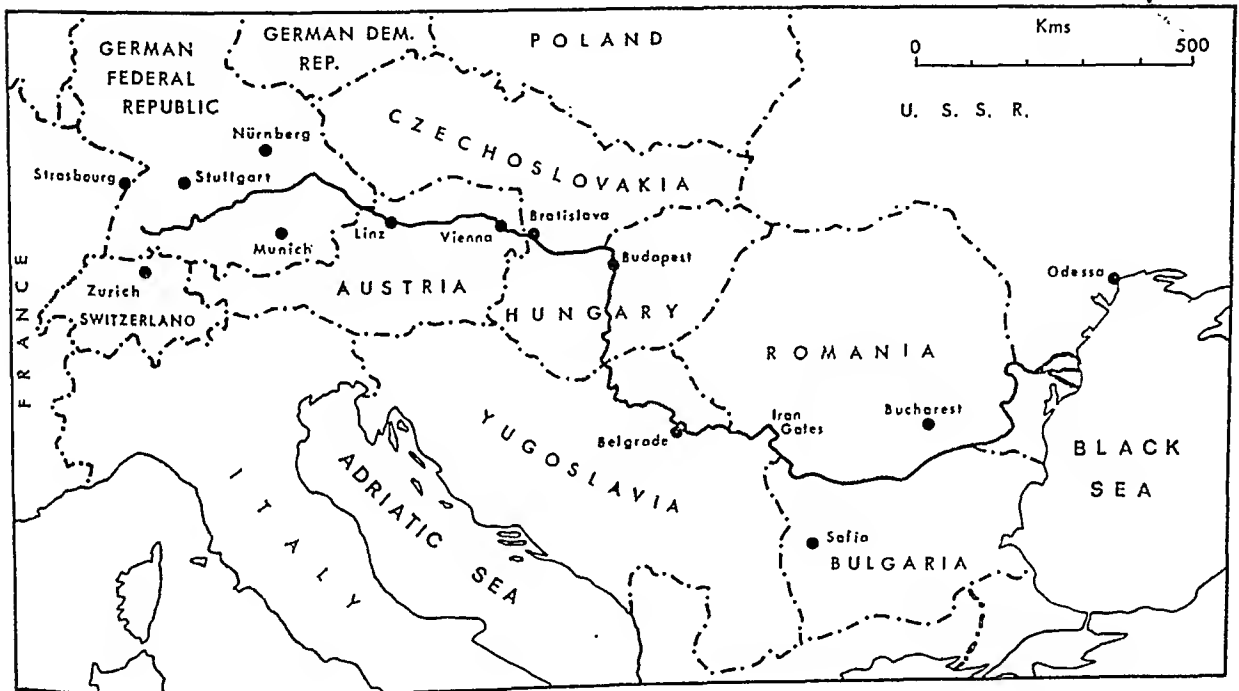 GERMAN
FEDERAL
REPUBLIC
GERMAN DEM.
REP.
POLAND
Kms
0 500
U. S. S. R.
CZECHOSLOVAKIA
Nürnberg
Strasbourg
Stuttgart
Munich
Linz
Vienna
Bratislava
Budapest
Odessa
FRANCE
Zurich
SWITZERLAND
AUSTRIA
HUNGARY
ROMANIA
Iran
Gates
Bucharest
Belgrade
YUGOSLAVIA
BLACK
SEA
ITALY
ADRIATIC
SEA
Sofia
BULGARIA